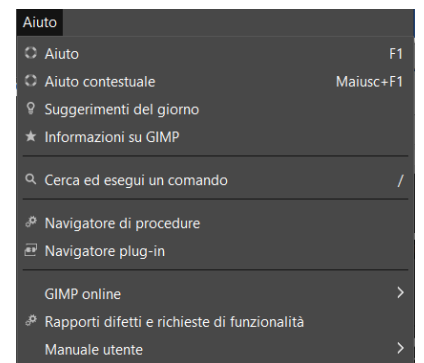 Aiuto
Aiuto F1
Aiuto contestuale Maiusc+F1
Suggerimenti del giorno
Informazioni su GIMP
Cerca ed esegui un comando /
Navigatore di procedure
Navigatore plug-in
GIMP online
Rapporti difetti e richieste di funzionalità
Manuale utente